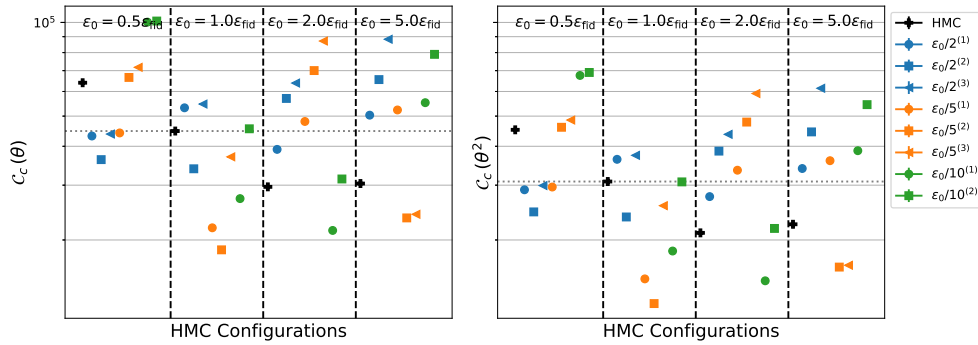 10⁵
ε₀ = 0.5ε_fid
ε₀ = 1.0ε_fid
ε₀ = 2.0ε_fid
ε₀ = 5.0ε_fid
𝒞_c(θ)
HMC Configurations
ε₀ = 0.5ε_fid
ε₀ = 1.0ε_fid
ε₀ = 2.0ε_fid
ε₀ = 5.0ε_fid
𝒞_c(θ²)
HMC Configurations
HMC
ε₀/2⁽¹⁾
ε₀/2⁽²⁾
ε₀/2⁽³⁾
ε₀/5⁽¹⁾
ε₀/5⁽²⁾
ε₀/5⁽³⁾
ε₀/10⁽¹⁾
ε₀/10⁽²⁾